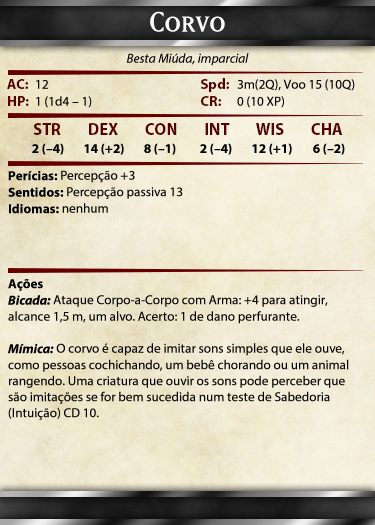 CORVO
Besta Miúda, imparcial
AC: 12 Spd: 3m(2Q), Voo 15 (10Q)
HP: 1 (1d4 – 1) CR: 0 (10 XP)
STR DEX CON INT WIS CHA
2 (–4) 14 (+2) 8 (–1) 2 (–4) 12 (+1) 6 (–2)
Perícias: Percepção +3
Sentidos: Percepção passiva 13
Idiomas: nenhum
Ações
Bicada: Ataque Corpo-a-Corpo com Arma: +4 para atingir,
alcance 1,5 m, um alvo. Acerto: 1 de dano perfurante.
Mímica: O corvo é capaz de imitar sons simples que ele ouve,
como pessoas cochichando, um bebê chorando ou um animal
rangendo. Uma criatura que ouvir os sons pode perceber que
são imitações se for bem sucedida num teste de Sabedoria
(Intuição) CD 10.